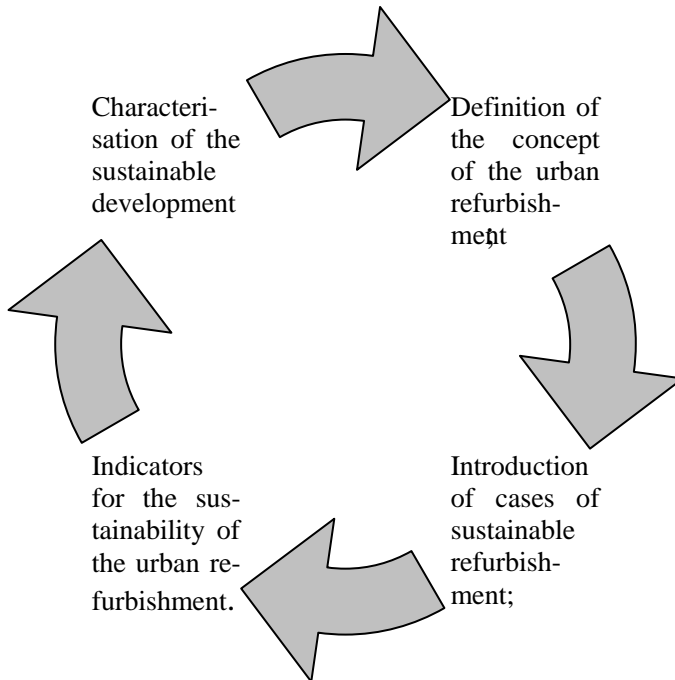 Characteri-
sation of the
sustainable
development
Definition of
the concept
of the urban
refurbish-
ment;
Introduction
of cases of
sustainable
refurbish-
ment;
Indicators
for the sus-
tainability of
the urban re-
furbishment.